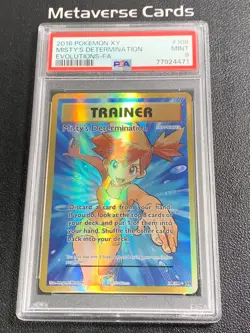 Metaverse Cards
2016 POKEMON XY
#108
MISTY'S DETERMINATION
MINT
EVOLUTIONS-FA
9
PSA
77924471
TRAINER
Misty's Determination
Discard a card from your hand.
If you do, look at the top 8 cards of
your deck and put 1 of them into
your hand. Shuffle the other cards
back into your deck.